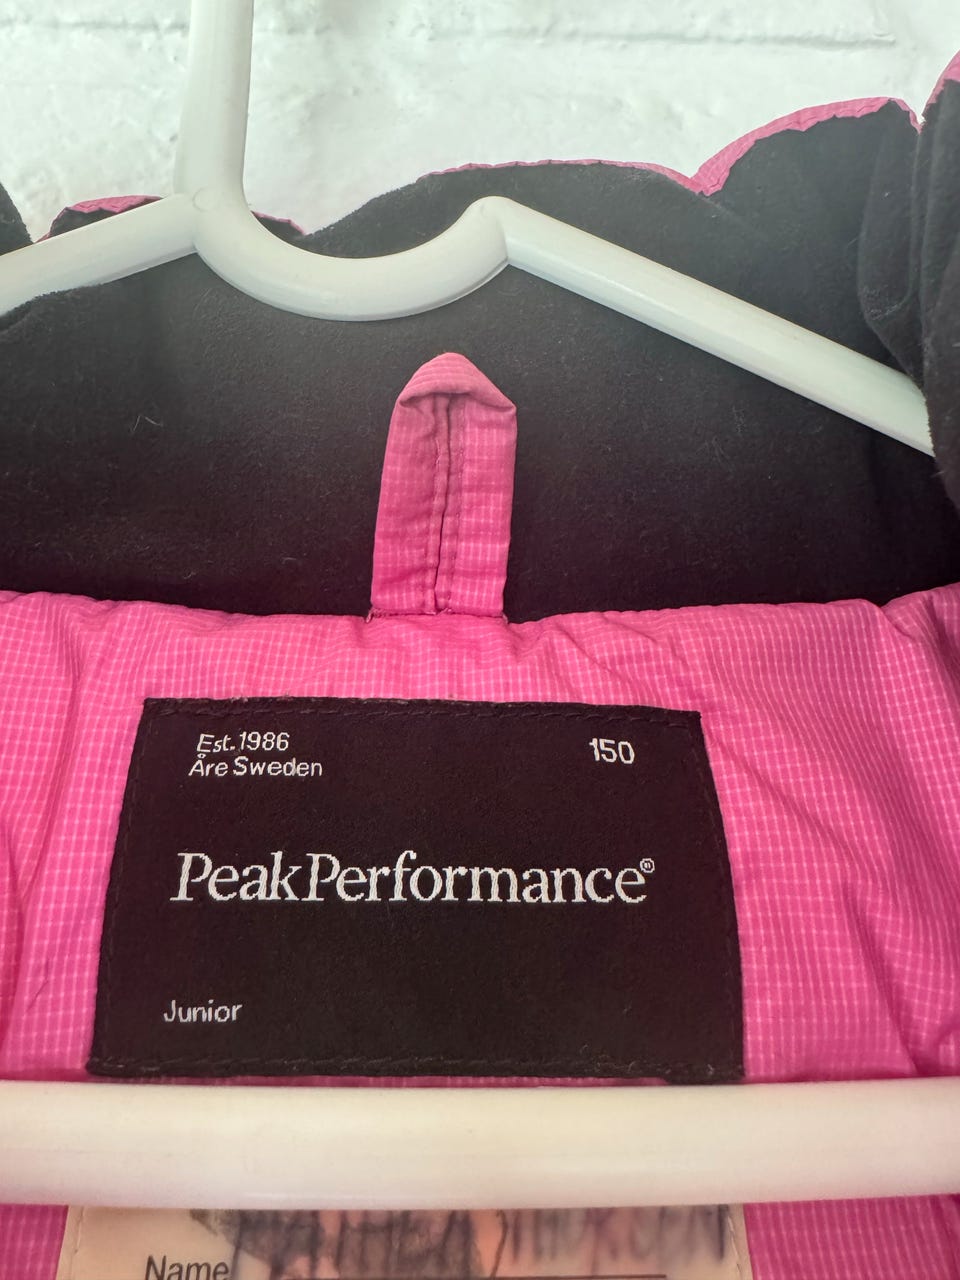 Est. 1986
Åre Sweden
150
PeakPerformance®
Junior
Name